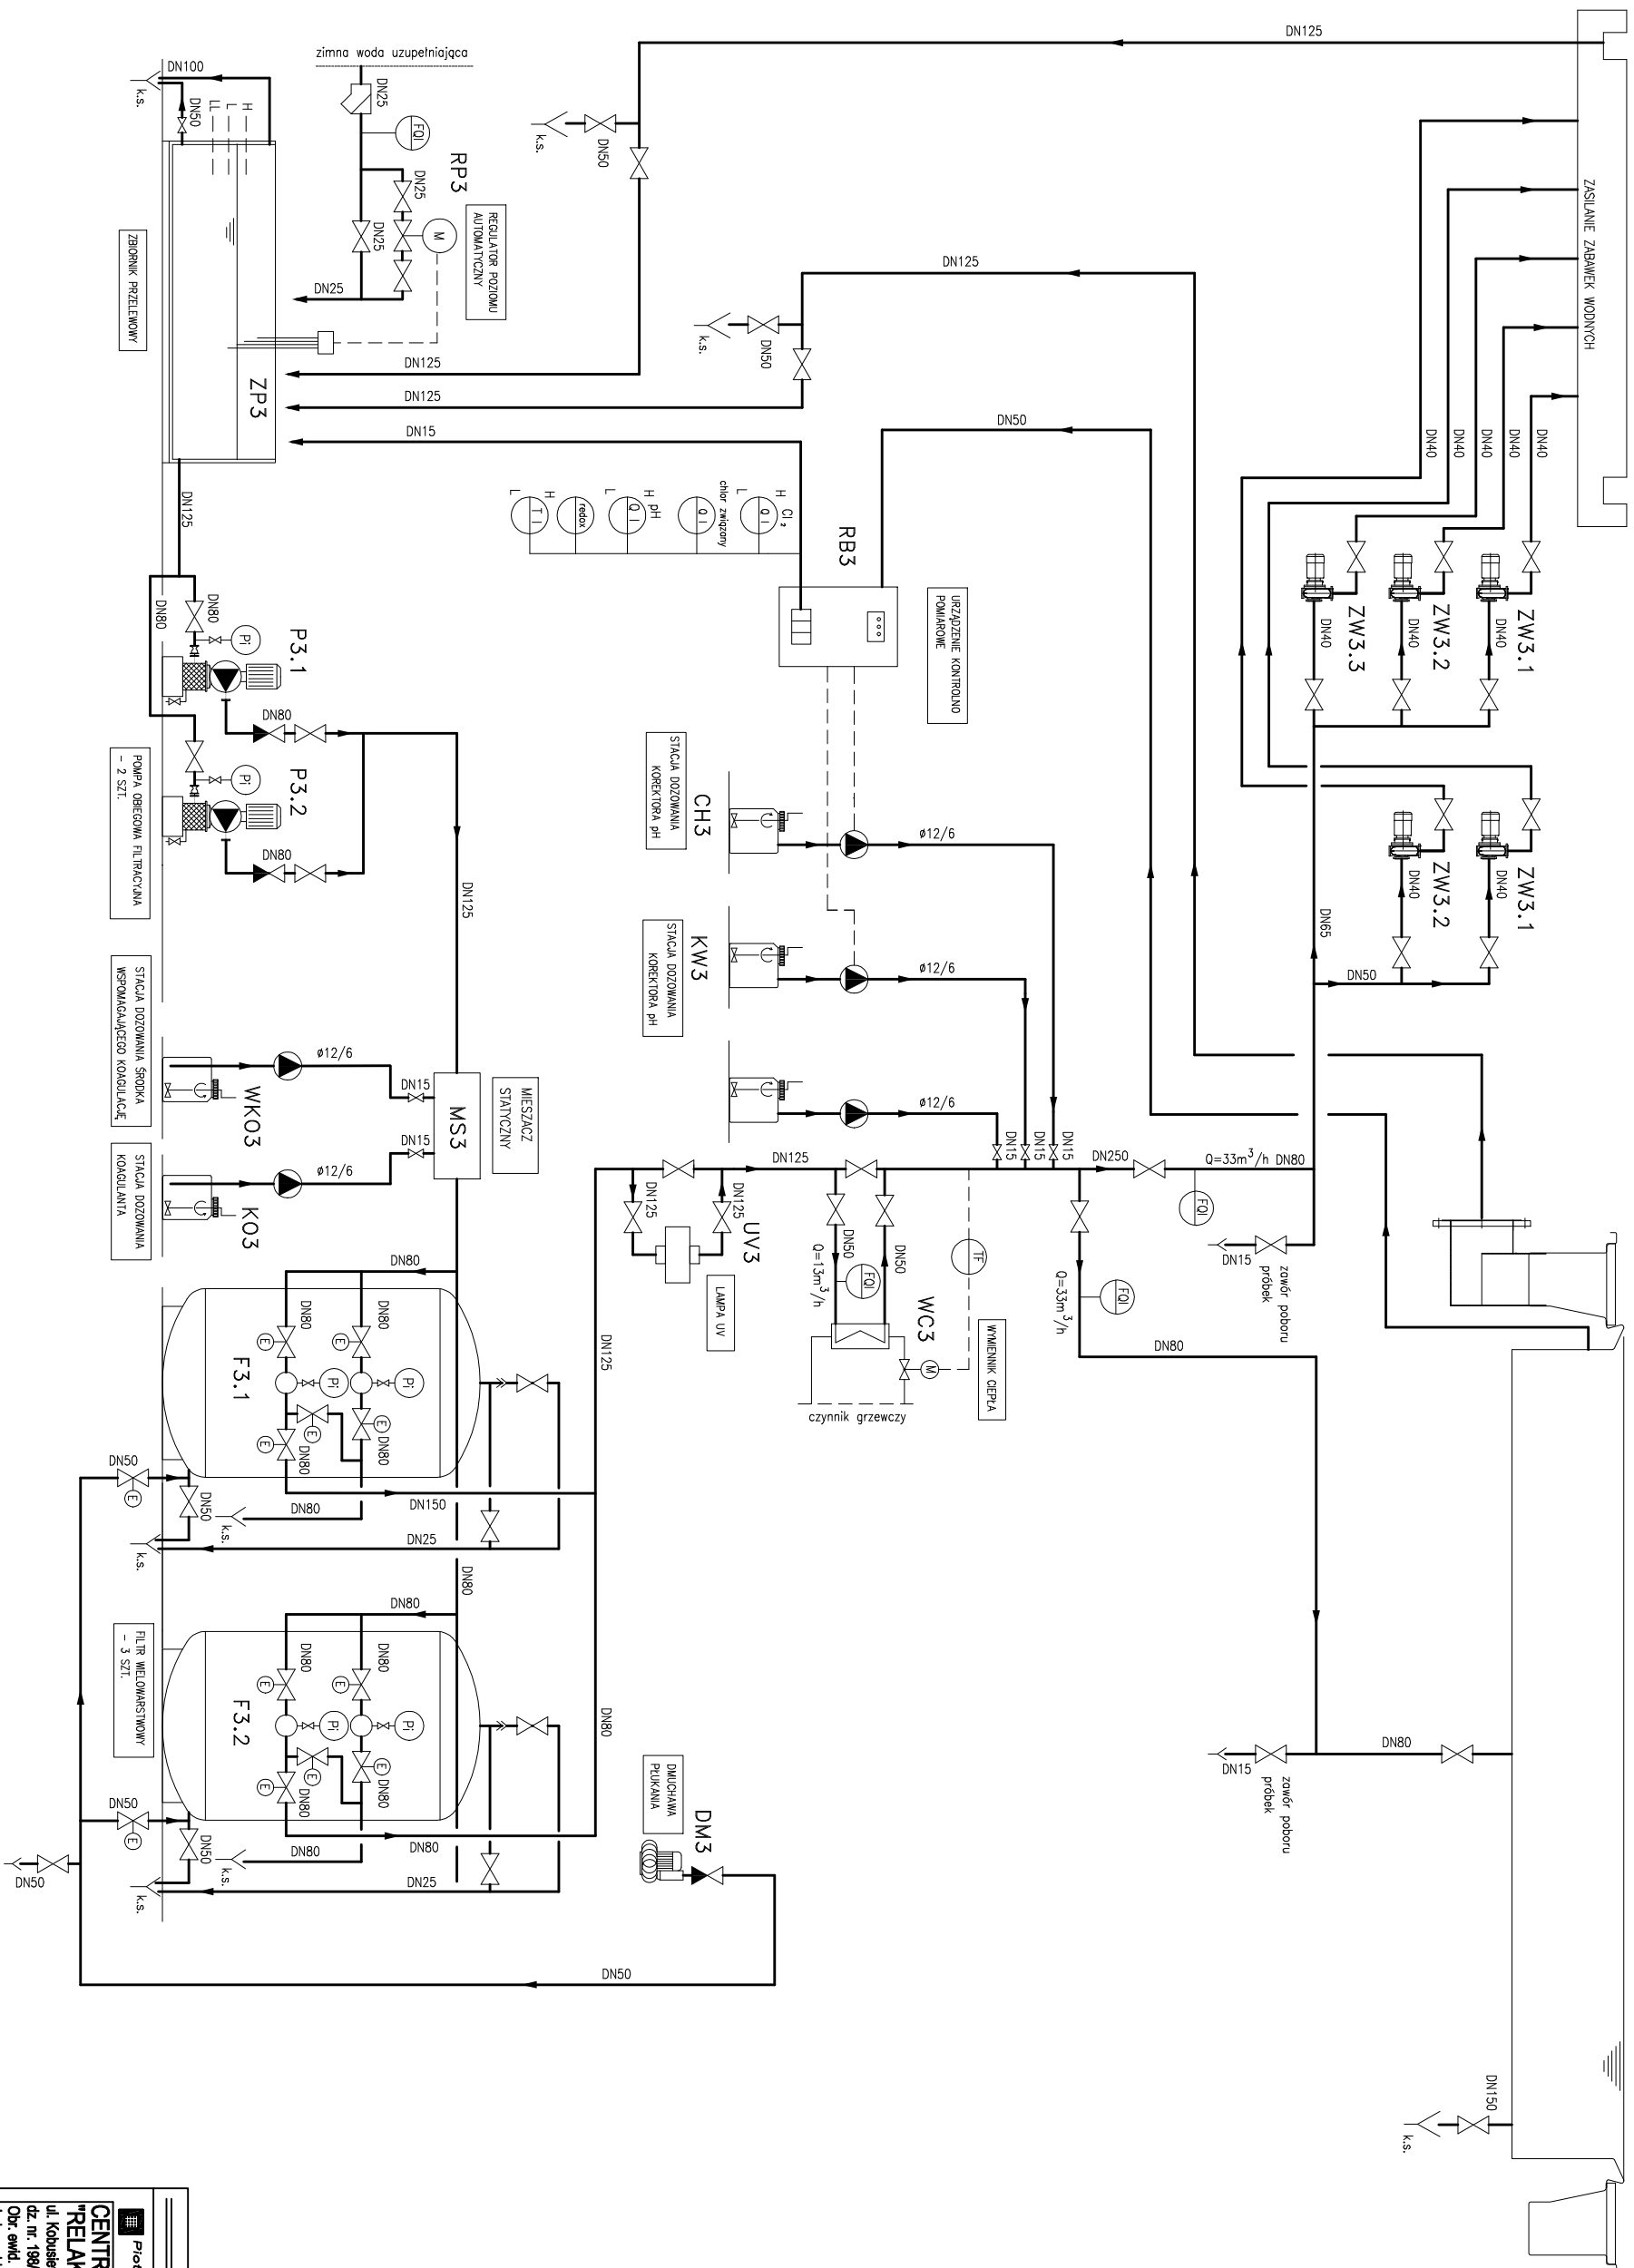 DN125
ZASILANIE ZABAWEK WODNYCH
DN40
DN40
DN40
DN40
DN40
ZW3.1
DN40
ZW3.2
DN40
ZW3.3
DN40
ZW3.1
DN40
ZW3.2
DN40
DN65
DN50
DN50
k.s.
DN125
DN50
k.s.
DN50
zimna woda uzupełniająca
DN25
FQI
RP3
REGULATOR POZIOMU
AUTOMATYCZNY
DN25
M
DN25
DN25
DN125
DN125
DN15
DN100
k.s.
DN50
H
L
LL
ZP3
ZBIORNIK PRZELEWOWY
DN125
H
Cl2
L
Q I
chlor związany
Q I
H
pH
L
Q I
redox
H
L
T I
RB3
URZĄDZENIE KONTROLNO
POMIAROWE
DN80
DN80
Pi
P3.1
DN80
Pi
P3.2
DN80
POMPA OBIEGOWA FILTRACYJNA
- 2 SZT.
DN125
STACJA DOZOWANIA
KOREKTORA pH
CH3
ø12/6
STACJA DOZOWANIA
KOREKTORA pH
KW3
ø12/6
ø12/6
DN15
DN15
DN15
STACJA DOZOWANIA ŚRODKA
WSPOMAGAJĄCEGO KOAGULACJĘ
WKO3
ø12/6
DN15
MS3
MIESZACZ
STATYCZNY
DN15
ø12/6
KO3
STACJA DOZOWANIA
KOAGULANTA
DN125
DN250
Q=33m3/h DN80
FQI
DN15
zawór poboru
próbek
DN125
DN125
UV3
LAMPA UV
DN50
Q=13m3/h
FQI
DN50
WC3
TF
WYMIENNIK CIEPŁA
M
czynnik grzewczy
Q=33m3/h
FQI
DN80
DN125
DN80
DN80
DN80
E
E
Pi
Pi
E
E
E
DN80
DN80
F3.1
DN50
E
DN50
k.s.
DN80
k.s.
DN150
DN25
DN80
DN80
DN80
DN80
E
E
Pi
Pi
E
E
E
DN80
DN80
F3.2
FILTR WIELOWARSTWOWY
- 3 SZT.
DN80
DN50
E
DN50
k.s.
DN80
k.s.
DN80
DN25
DN50
DMUCHAWA
PŁUKANIA
DM3
DN50
DN80
DN15
zawór poboru
próbek
DN150
k.s.
CENTR
"RELAK
ul. Kobusie
dz. nr. 198/
Obr. ewid.